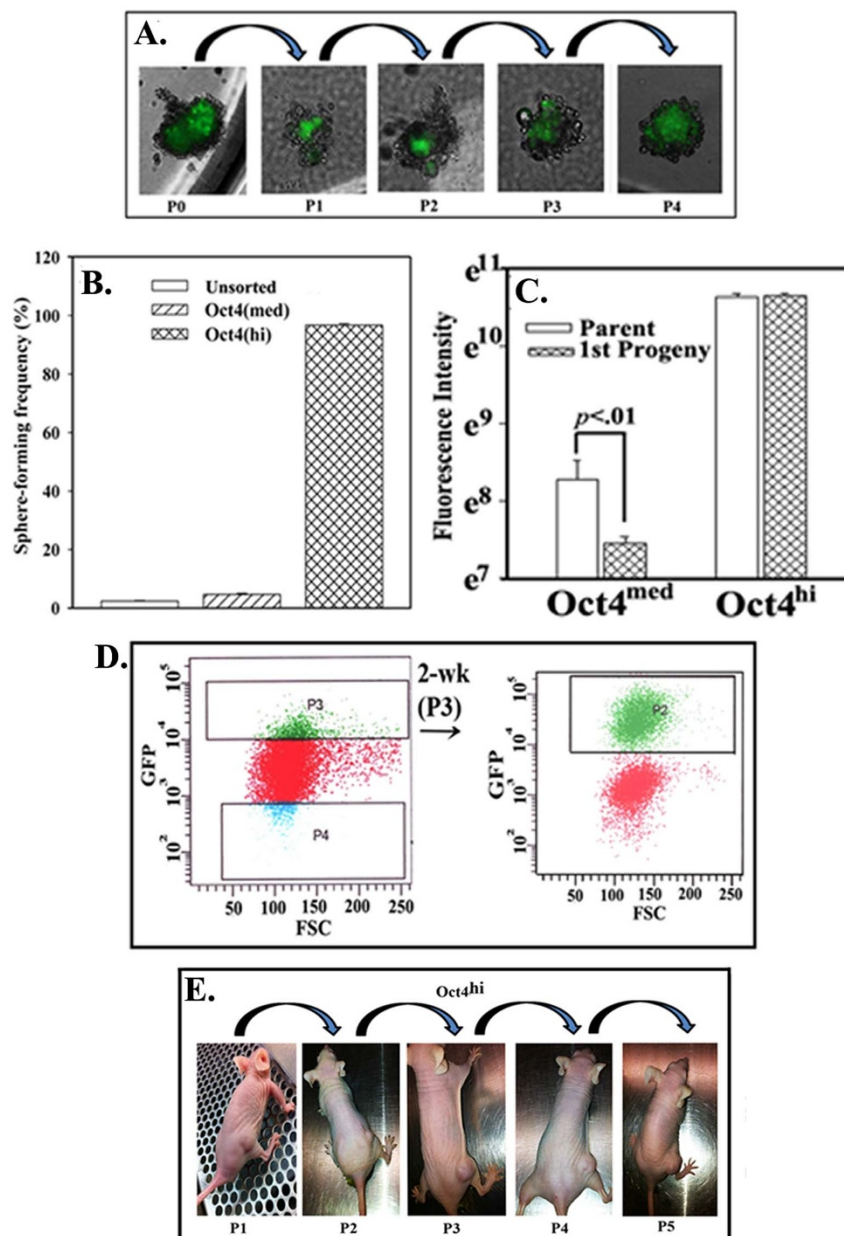 A.
P0 P1 P2 P3 P4
B.
Sphere-forming frequency (%)
120
100
80
60
40
20
0
Unsorted
Oct4(med)
Oct4(hi)
C.
Fluorescence Intensity
e11
e10
e9
e8
e7
Parent
1st Progeny
p<.01
Oct4med Oct4hi
D.
GFP
10^5
10^4
10^3
10^2
P3
P4
50 100 150 200 250
FSC
2-wk
(P3)
GFP
10^5
10^4
10^3
10^2
P2
50 100 150 200 250
FSC
E.
Oct4hi
P1 P2 P3 P4 P5